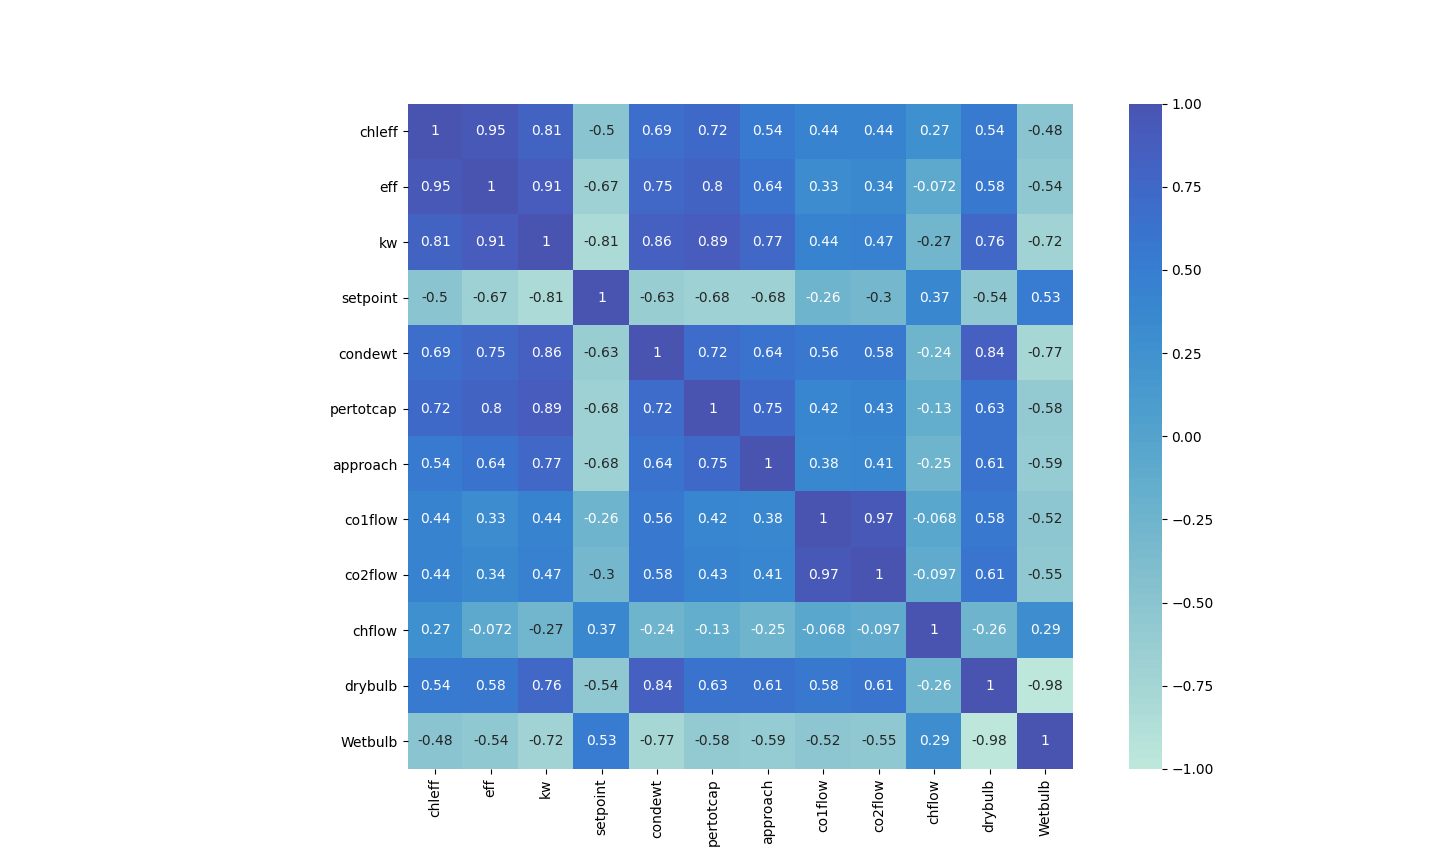 chleff 1 0.95 0.81 -0.5 0.69 0.72 0.54 0.44 0.44 0.27 0.54 -0.48
eff 0.95 1 0.91 -0.67 0.75 0.8 0.64 0.33 0.34 -0.072 0.58 -0.54
kw 0.81 0.91 1 -0.81 0.86 0.89 0.77 0.44 0.47 -0.27 0.76 -0.72
setpoint -0.5 -0.67 -0.81 1 -0.63 -0.68 -0.68 -0.26 -0.3 0.37 -0.54 0.53
condewt 0.69 0.75 0.86 -0.63 1 0.72 0.64 0.56 0.58 -0.24 0.84 -0.77
pertotcap 0.72 0.8 0.89 -0.68 0.72 1 0.75 0.42 0.43 -0.13 0.63 -0.58
approach 0.54 0.64 0.77 -0.68 0.64 0.75 1 0.38 0.41 -0.25 0.61 -0.59
co1flow 0.44 0.33 0.44 -0.26 0.56 0.42 0.38 1 0.97 -0.068 0.58 -0.52
co2flow 0.44 0.34 0.47 -0.3 0.58 0.43 0.41 0.97 1 -0.097 0.61 -0.55
chflow 0.27 -0.072 -0.27 0.37 -0.24 -0.13 -0.25 -0.068 -0.097 1 -0.26 0.29
drybulb 0.54 0.58 0.76 -0.54 0.84 0.63 0.61 0.58 0.61 -0.26 1 -0.98
Wetbulb -0.48 -0.54 -0.72 0.53 -0.77 -0.58 -0.59 -0.52 -0.55 0.29 -0.98 1
chleff eff kw setpoint condewt pertotcap approach co1flow co2flow chflow drybulb Wetbulb
1.00
0.75
0.50
0.25
0.00
−0.25
−0.50
−0.75
−1.00